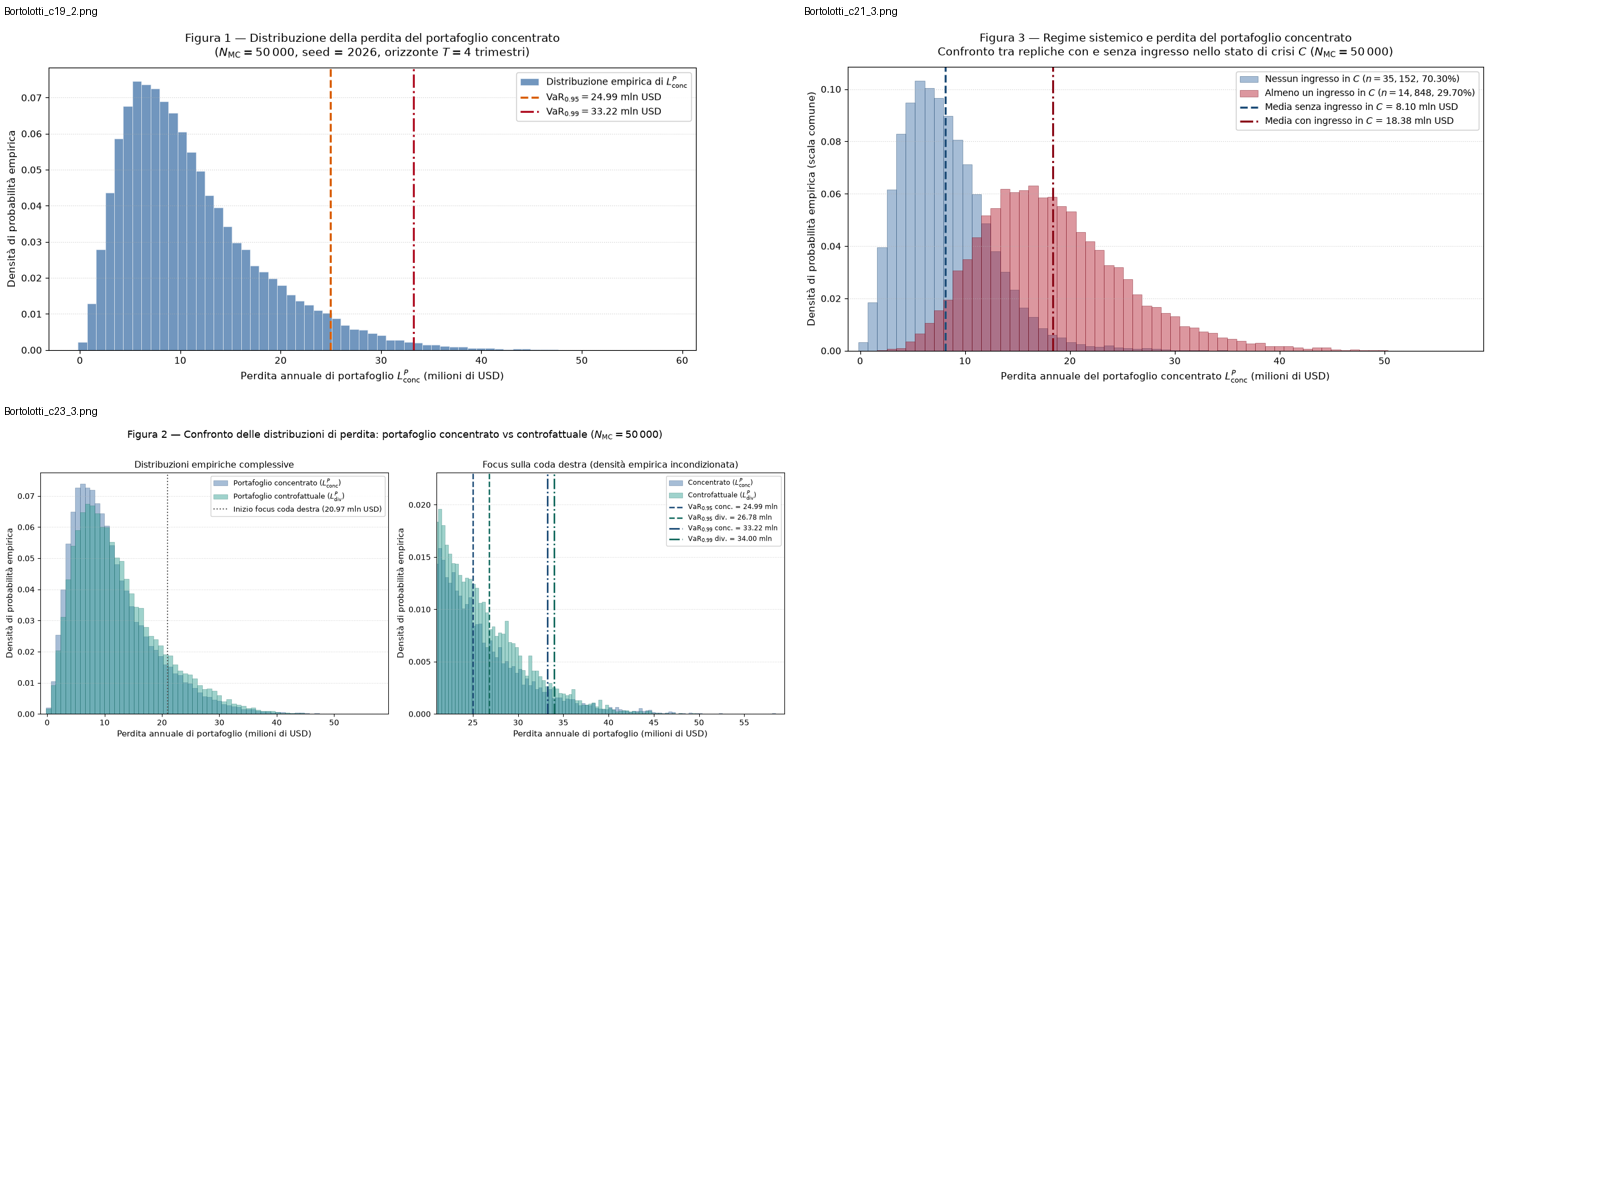 Bortolotti_c19_2.png
Figura 1 — Distribuzione della perdita del portafoglio concentrato
(N_MC = 50 000, seed = 2026, orizzonte T = 4 trimestri)
Densità di probabilità empirica
0.07
0.06
0.05
0.04
0.03
0.02
0.01
0.00
Distribuzione empirica di L^P_conc
VaR_0.95 = 24.99 mln USD
VaR_0.99 = 33.22 mln USD
0 10 20 30 40 50 60
Perdita annuale di portafoglio L^P_conc (milioni di USD)
Bortolotti_c21_3.png
Figura 3 — Regime sistemico e perdita del portafoglio concentrato
Confronto tra repliche con e senza ingresso nello stato di crisi C (N_MC = 50 000)
Densità di probabilità empirica (scala comune)
0.10
0.08
0.06
0.04
0.02
0.00
Nessun ingresso in C (n = 35, 152, 70.30%)
Almeno un ingresso in C (n = 14, 848, 29.70%)
Media senza ingresso in C = 8.10 mln USD
Media con ingresso in C = 18.38 mln USD
0 10 20 30 40 50
Perdita annuale del portafoglio concentrato L^P_conc (milioni di USD)
Bortolotti_c23_3.png
Figura 2 — Confronto delle distribuzioni di perdita: portafoglio concentrato vs controfattuale (N_MC = 50 000)
Distribuzioni empiriche complessive
Densità di probabilità empirica
0.07
0.06
0.05
0.04
0.03
0.02
0.01
0.00
Portafoglio concentrato (L^P_conc)
Portafoglio controfattuale (L^P_div)
Inizio focus coda destra (20.97 mln USD)
0 10 20 30 40 50
Perdita annuale di portafoglio (milioni di USD)
Focus sulla coda destra (densità empirica incondizionata)
Densità di probabilità empirica
0.020
0.015
0.010
0.005
0.000
Concentrato (L^P_conc)
Controfattuale (L^P_div)
VaR_0.95 conc. = 24.99 mln
VaR_0.95 div. = 26.78 mln
VaR_0.99 conc. = 33.22 mln
VaR_0.99 div. = 34.00 mln
25 30 35 40 45 50 55
Perdita annuale di portafoglio (milioni di USD)